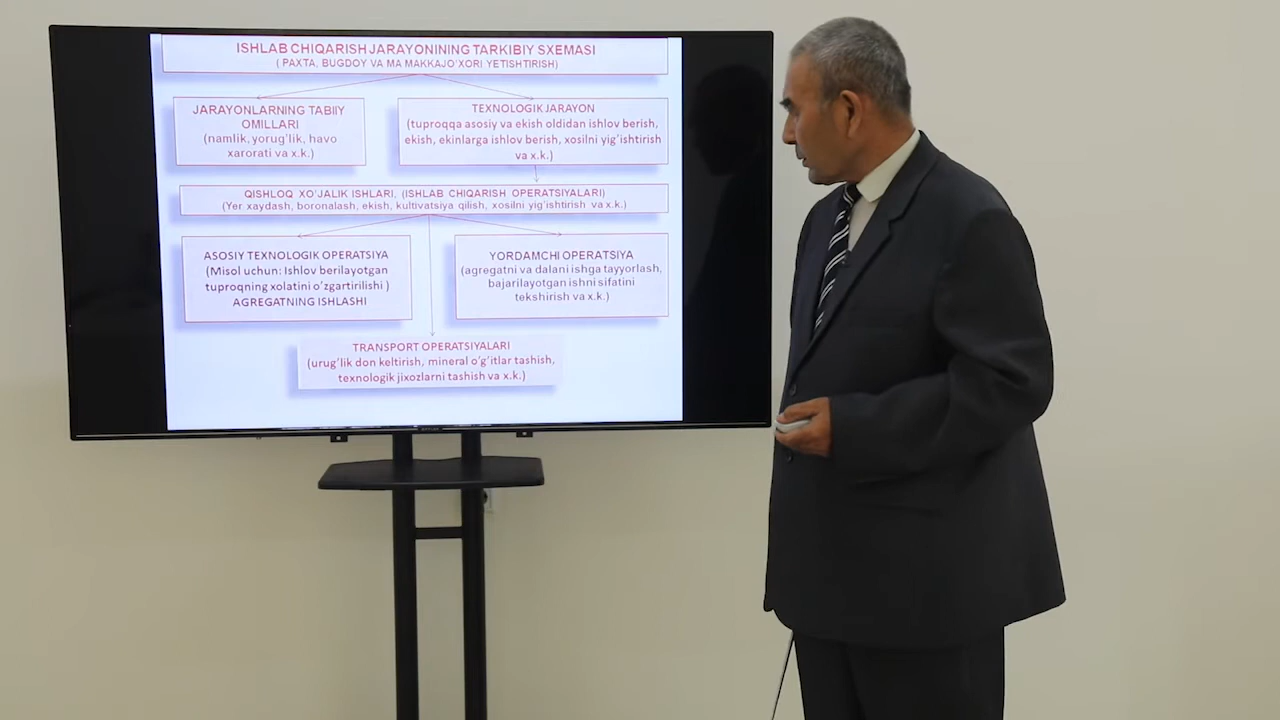 ISHLAB CHIQARISH JARAYONINING TARKIBIY SXEMASI
( PAXTA, BUGDOY VA MA MAKKAJO'XORI YETISHTIRISH)
JARAYONLARNING TABIIY
OMILLARI
(namlik, yorug'lik, havo
xarorati va x.k.)
TEXNOLOGIK JARAYON
(tuproqqa asosiy va ekish oldidan ishlov berish,
ekish, ekinlarga ishlov berish, xosilni yig'ishtirish
va x.k.)
QISHLOQ XO'JALIK ISHLARI, (ISHLAB CHIQARISH OPERATSIYALARI)
(Yer xaydash, boronalash, ekish, kultivatsiya qilish, xosilni yig'ishtirish va x.k.)
ASOSIY TEXNOLOGIK OPERATSIYA
(Misol uchun: Ishlov berilayotgan
tuproqning xolatini o'zgartirilishi )
AGREGATNING ISHLASHI
YORDAMCHI OPERATSIYA
(agregatni va dalani ishga tayyorlash,
bajarilayotgan ishni sifatini
tekshirish va x.k.)
TRANSPORT OPERATSIYALARI
(urug'lik don keltirish, mineral o'g'itlar tashish,
texnologik jixozlarni tashish va x.k.)